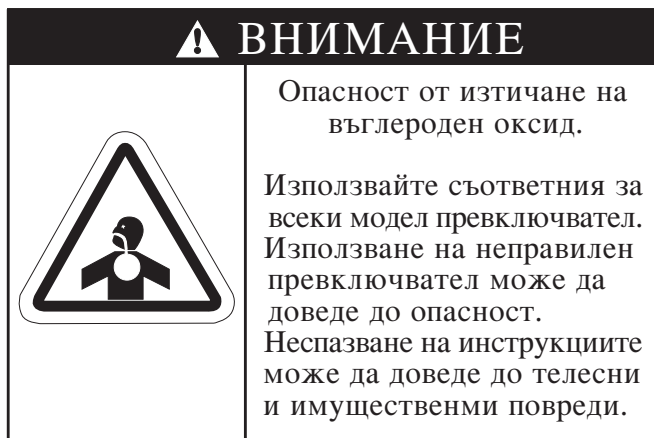 ВНИМАНИЕ
Опасност от изтичане на
въглероден оксид.
Използвайте съответния за
всеки модел превключвател.
Използване на неправилен
превключвател може да
доведе до опасност.
Неспазване на инструкциите
може да доведе до телесни
и имуществентми повреди.